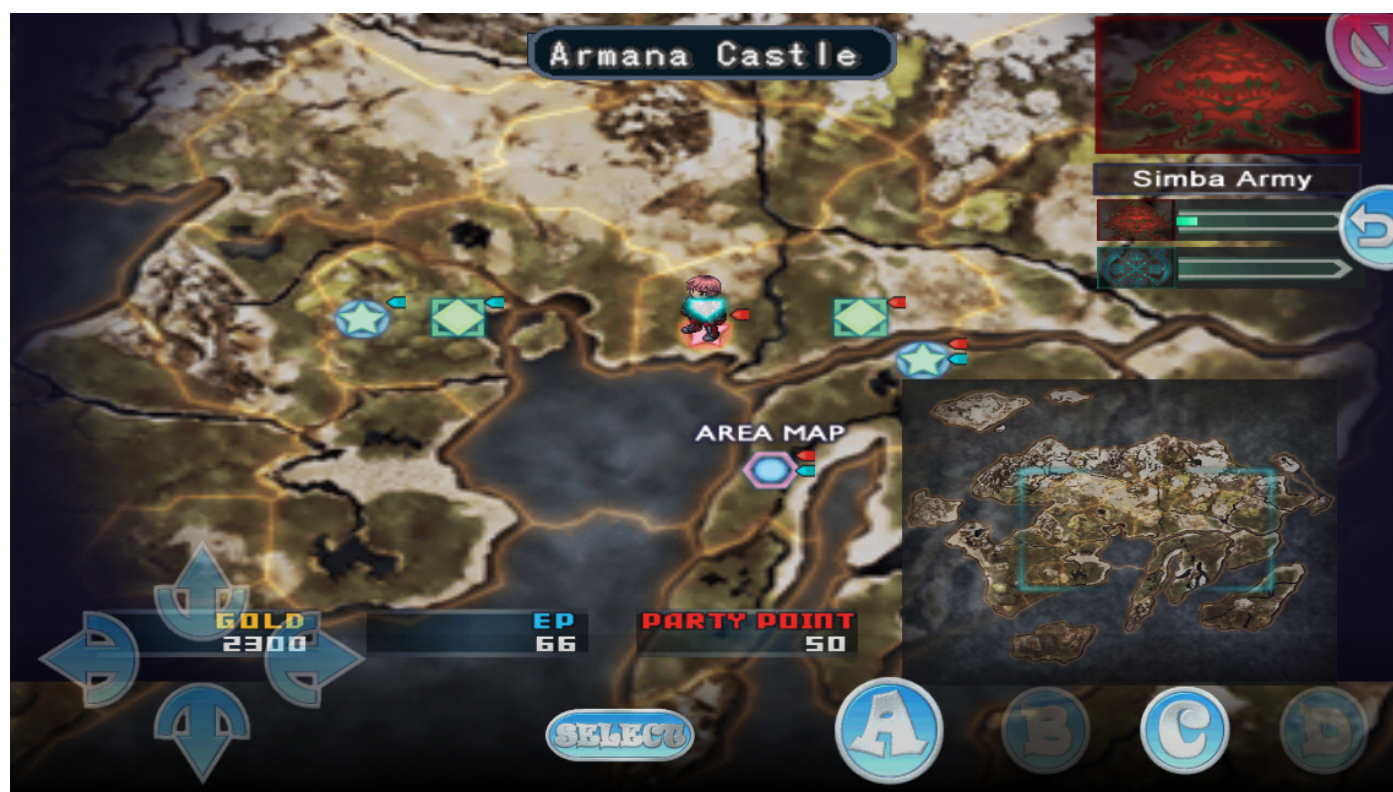 Armana Castle
Simba Army
AREA MAP
GOLD
2300
EP
66
PARTY POINT
50
SELECT
A
B
C
D